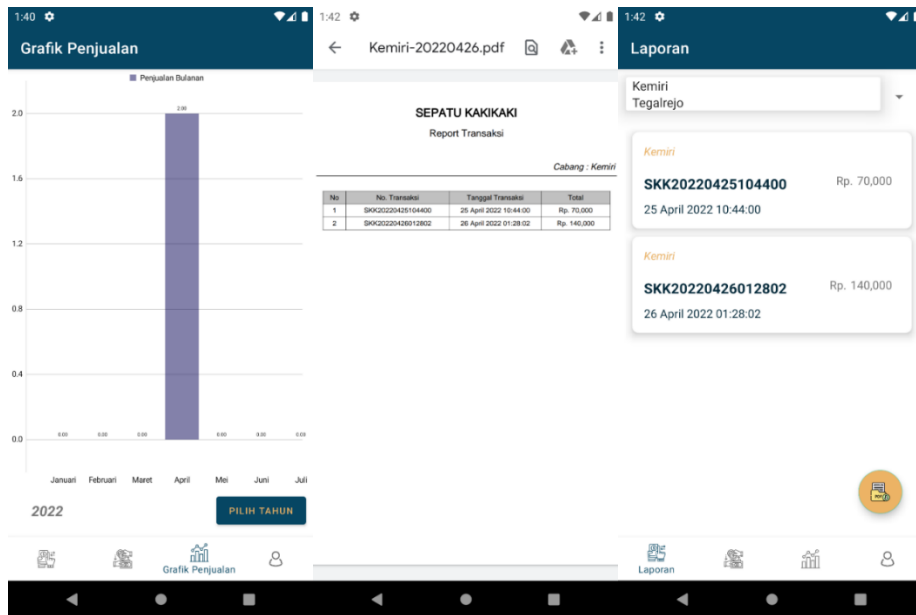 1:40
Grafik Penjualan
Penjualan Bulanan
2.00
2.0
1.6
1.2
0.8
0.4
0.0
0.00 0.00 0.00 0.00 0.00 0.00
Januari Februari Maret April Mei Juni Juli
2022
PILIH TAHUN
Grafik Penjualan
1:42
Kemiri-20220426.pdf
SEPATU KAKIKAKI
Report Transaksi
Cabang : Kemiri
No No. Transaksi Tanggal Transaksi Total
1 SKK20220425104400 25 April 2022 10:44:00 Rp. 70,000
2 SKK20220426012802 26 April 2022 01:28:02 Rp. 140,000
1:42
Laporan
Kemiri
Tegalrejo
Kemiri
SKK20220425104400 Rp. 70,000
25 April 2022 10:44:00
Kemiri
SKK20220426012802 Rp. 140,000
26 April 2022 01:28:02
Laporan